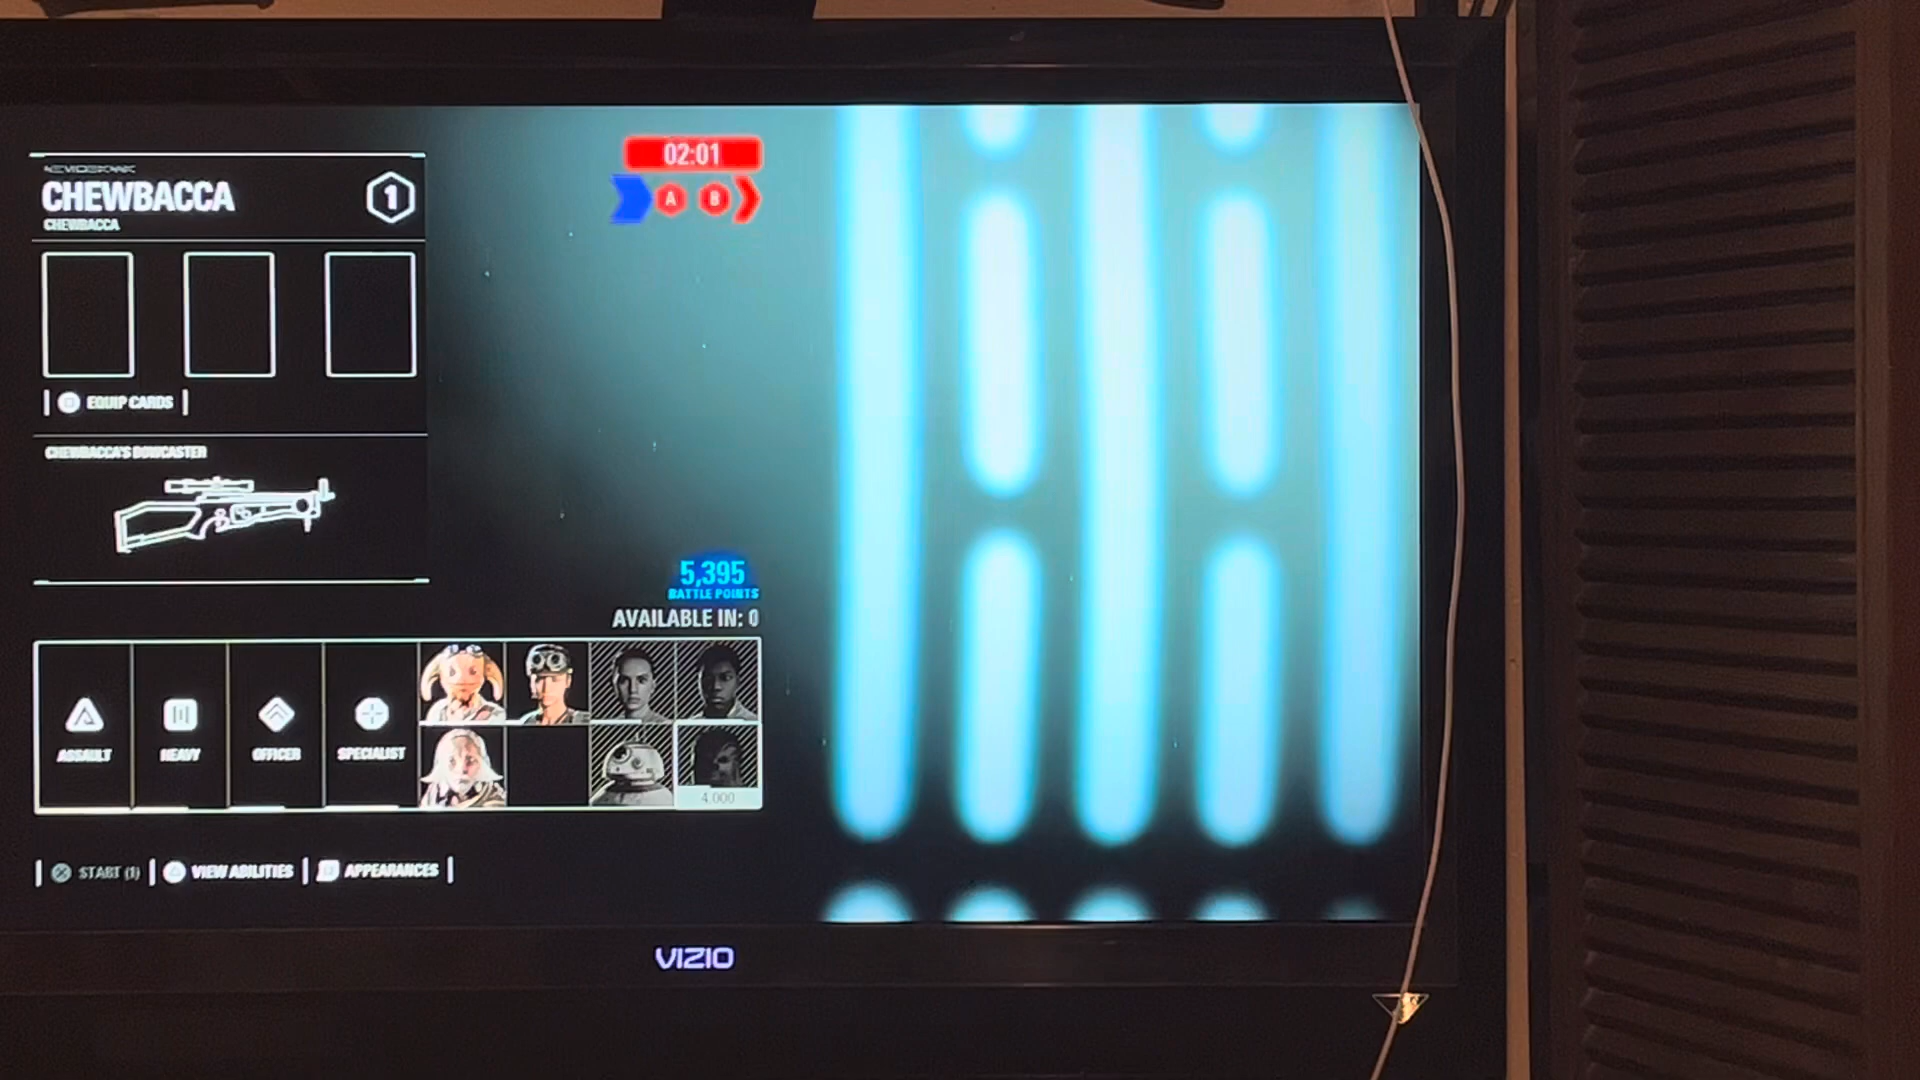 CHEWBACCA
1
CHEWBACCA
EQUIP CARDS
CHEWBACCA'S BOWCASTER
02:01
A B
5,395
BATTLE POINTS
AVAILABLE IN: 0
ASSAULT
HEAVY
OFFICER
SPECIALIST
4,000
START (1)
VIEW ABILITIES
APPEARANCES
VIZIO